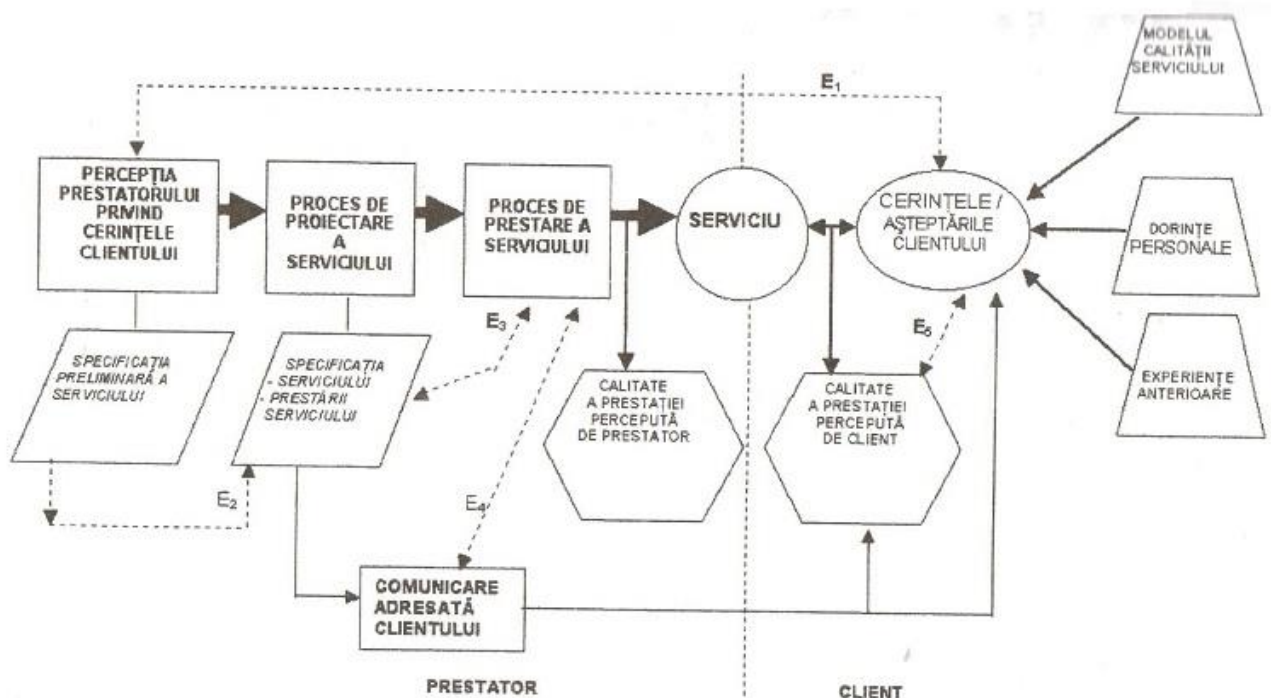 MODELUL
CALITĂȚII
SERVICIULUI
E₁
PERCEPȚIA
PRESTATORULUI
PRIVIND
CERINȚELE
CLIENTULUI
PROCES DE
PROIECTARE
A
SERVICIULUI
PROCES DE
PRESTARE A
SERVICIULUI
SERVICIU
CERINȚELE /
AȘTEPTĂRILE
CLIENTULUI
DORINȚE
PERSONALE
EXPERIENȚE
ANTERIOARE
SPECIFICAȚIA
PRELIMINARĂ A
SERVICIULUI
SPECIFICAȚIA
- SERVICIULUI
- PRESTĂRII
SERVICIULUI
E₃
E₅
CALITATE
A PRESTAȚIEI
PERCEPUTĂ
DE PRESTATOR
CALITATE
A PRESTAȚIEI
PERCEPUTĂ
DE CLIENT
E₂
E₄
COMUNICARE
ADRESATĂ
CLIENTULUI
PRESTATOR
CLIENT